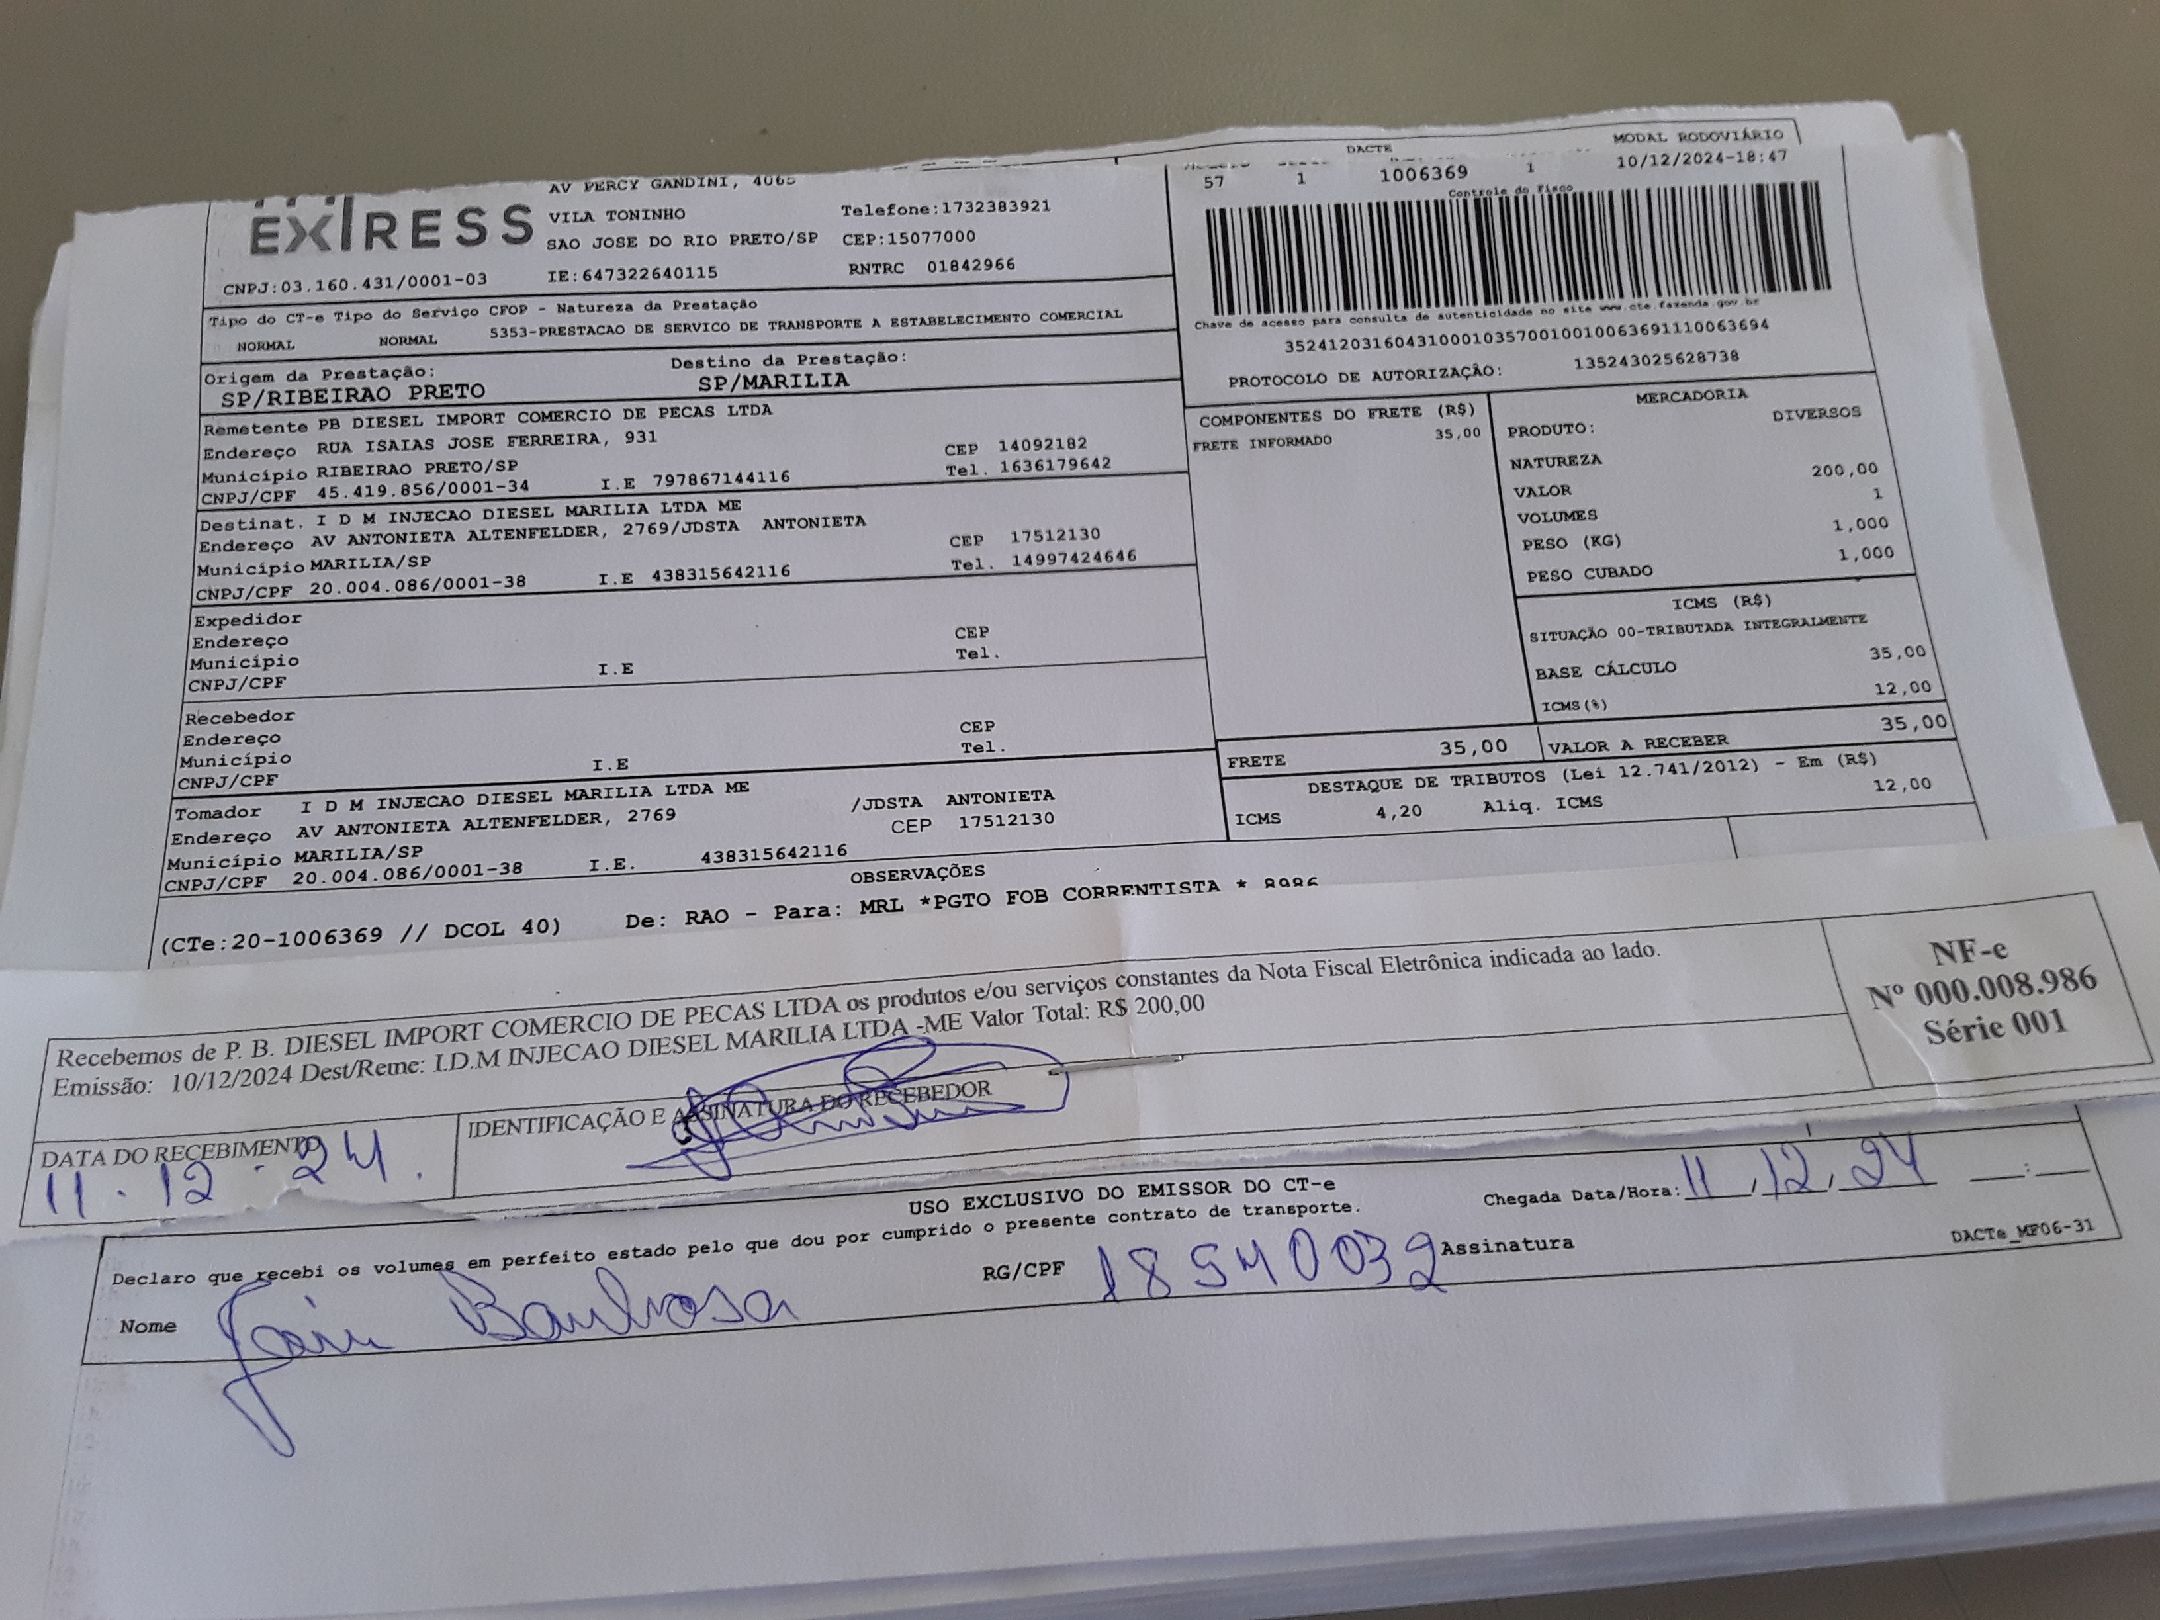 DACTE
MODAL RODOVIÁRIO
57 1 1006369 1 10/12/2024-18:47
Controle do Fisco
EXPRESS
AV PERCY GANDINI, 4065
VILA TONINHO Telefone:1732383921
SAO JOSE DO RIO PRETO/SP CEP:15077000
CNPJ:03.160.431/0001-03 IE:647322640115 RNTRC 01842966
Chave de acesso para consulta de autenticidade no site www.cte.fazenda.gov.br
35241203160431000103570010010063691110063694
PROTOCOLO DE AUTORIZAÇÃO: 135243025628738
Tipo do CT-e Tipo do Serviço CFOP - Natureza da Prestação
NORMAL NORMAL 5353-PRESTACAO DE SERVICO DE TRANSPORTE A ESTABELECIMENTO COMERCIAL
Origem da Prestação: Destino da Prestação:
SP/RIBEIRAO PRETO SP/MARILIA
Remetente PB DIESEL IMPORT COMERCIO DE PECAS LTDA
Endereço RUA ISAIAS JOSE FERREIRA, 931 CEP 14092182
Município RIBEIRAO PRETO/SP Tel. 1636179642
CNPJ/CPF 45.419.856/0001-34 I.E 797867144116
Destinat. I D M INJECAO DIESEL MARILIA LTDA ME
Endereço AV ANTONIETA ALTENFELDER, 2769/JDSTA ANTONIETA CEP 17512130
Município MARILIA/SP Tel. 14997424646
CNPJ/CPF 20.004.086/0001-38 I.E 438315642116
Expedidor
Endereço CEP
Município Tel.
CNPJ/CPF I.E
Recebedor
Endereço CEP
Município Tel.
CNPJ/CPF I.E
Tomador I D M INJECAO DIESEL MARILIA LTDA ME
Endereço AV ANTONIETA ALTENFELDER, 2769 /JDSTA ANTONIETA
Município MARILIA/SP CEP 17512130
CNPJ/CPF 20.004.086/0001-38 I.E. 438315642116
COMPONENTES DO FRETE (R$)
FRETE INFORMADO 35,00
MERCADORIA
PRODUTO: DIVERSOS
NATUREZA
VALOR 200,00
VOLUMES 1
PESO (KG) 1,000
PESO CUBADO 1,000
ICMS (R$)
SITUAÇÃO 00-TRIBUTADA INTEGRALMENTE
BASE CÁLCULO 35,00
ICMS(%) 12,00
FRETE 35,00 VALOR A RECEBER 35,00
DESTAQUE DE TRIBUTOS (Lei 12.741/2012) - Em (R$)
ICMS 4,20 Aliq. ICMS 12,00
OBSERVAÇÕES
(CTe:20-1006369 // DCOL 40) De: RAO - Para: MRL *PGTO FOB CORRENTISTA * 8986
Recebemos de P. B. DIESEL IMPORT COMERCIO DE PECAS LTDA os produtos e/ou serviços constantes da Nota Fiscal Eletrônica indicada ao lado.
Emissão: 10/12/2024 Dest/Reme: I.D.M INJECAO DIESEL MARILIA LTDA -ME Valor Total: R$ 200,00
NF-e
Nº 000.008.986
Série 001
DATA DO RECEBIMENTO IDENTIFICAÇÃO E ASSINATURA DO RECEBEDOR
11.12.24.
USO EXCLUSIVO DO EMISSOR DO CT-e
Declaro que recebi os volumes em perfeito estado pelo que dou por cumprido o presente contrato de transporte.
Chegada Data/Hora: 11/12/24 __:__
Nome Barbosa RG/CPF 18540039 Assinatura
DACTe_MF06-31